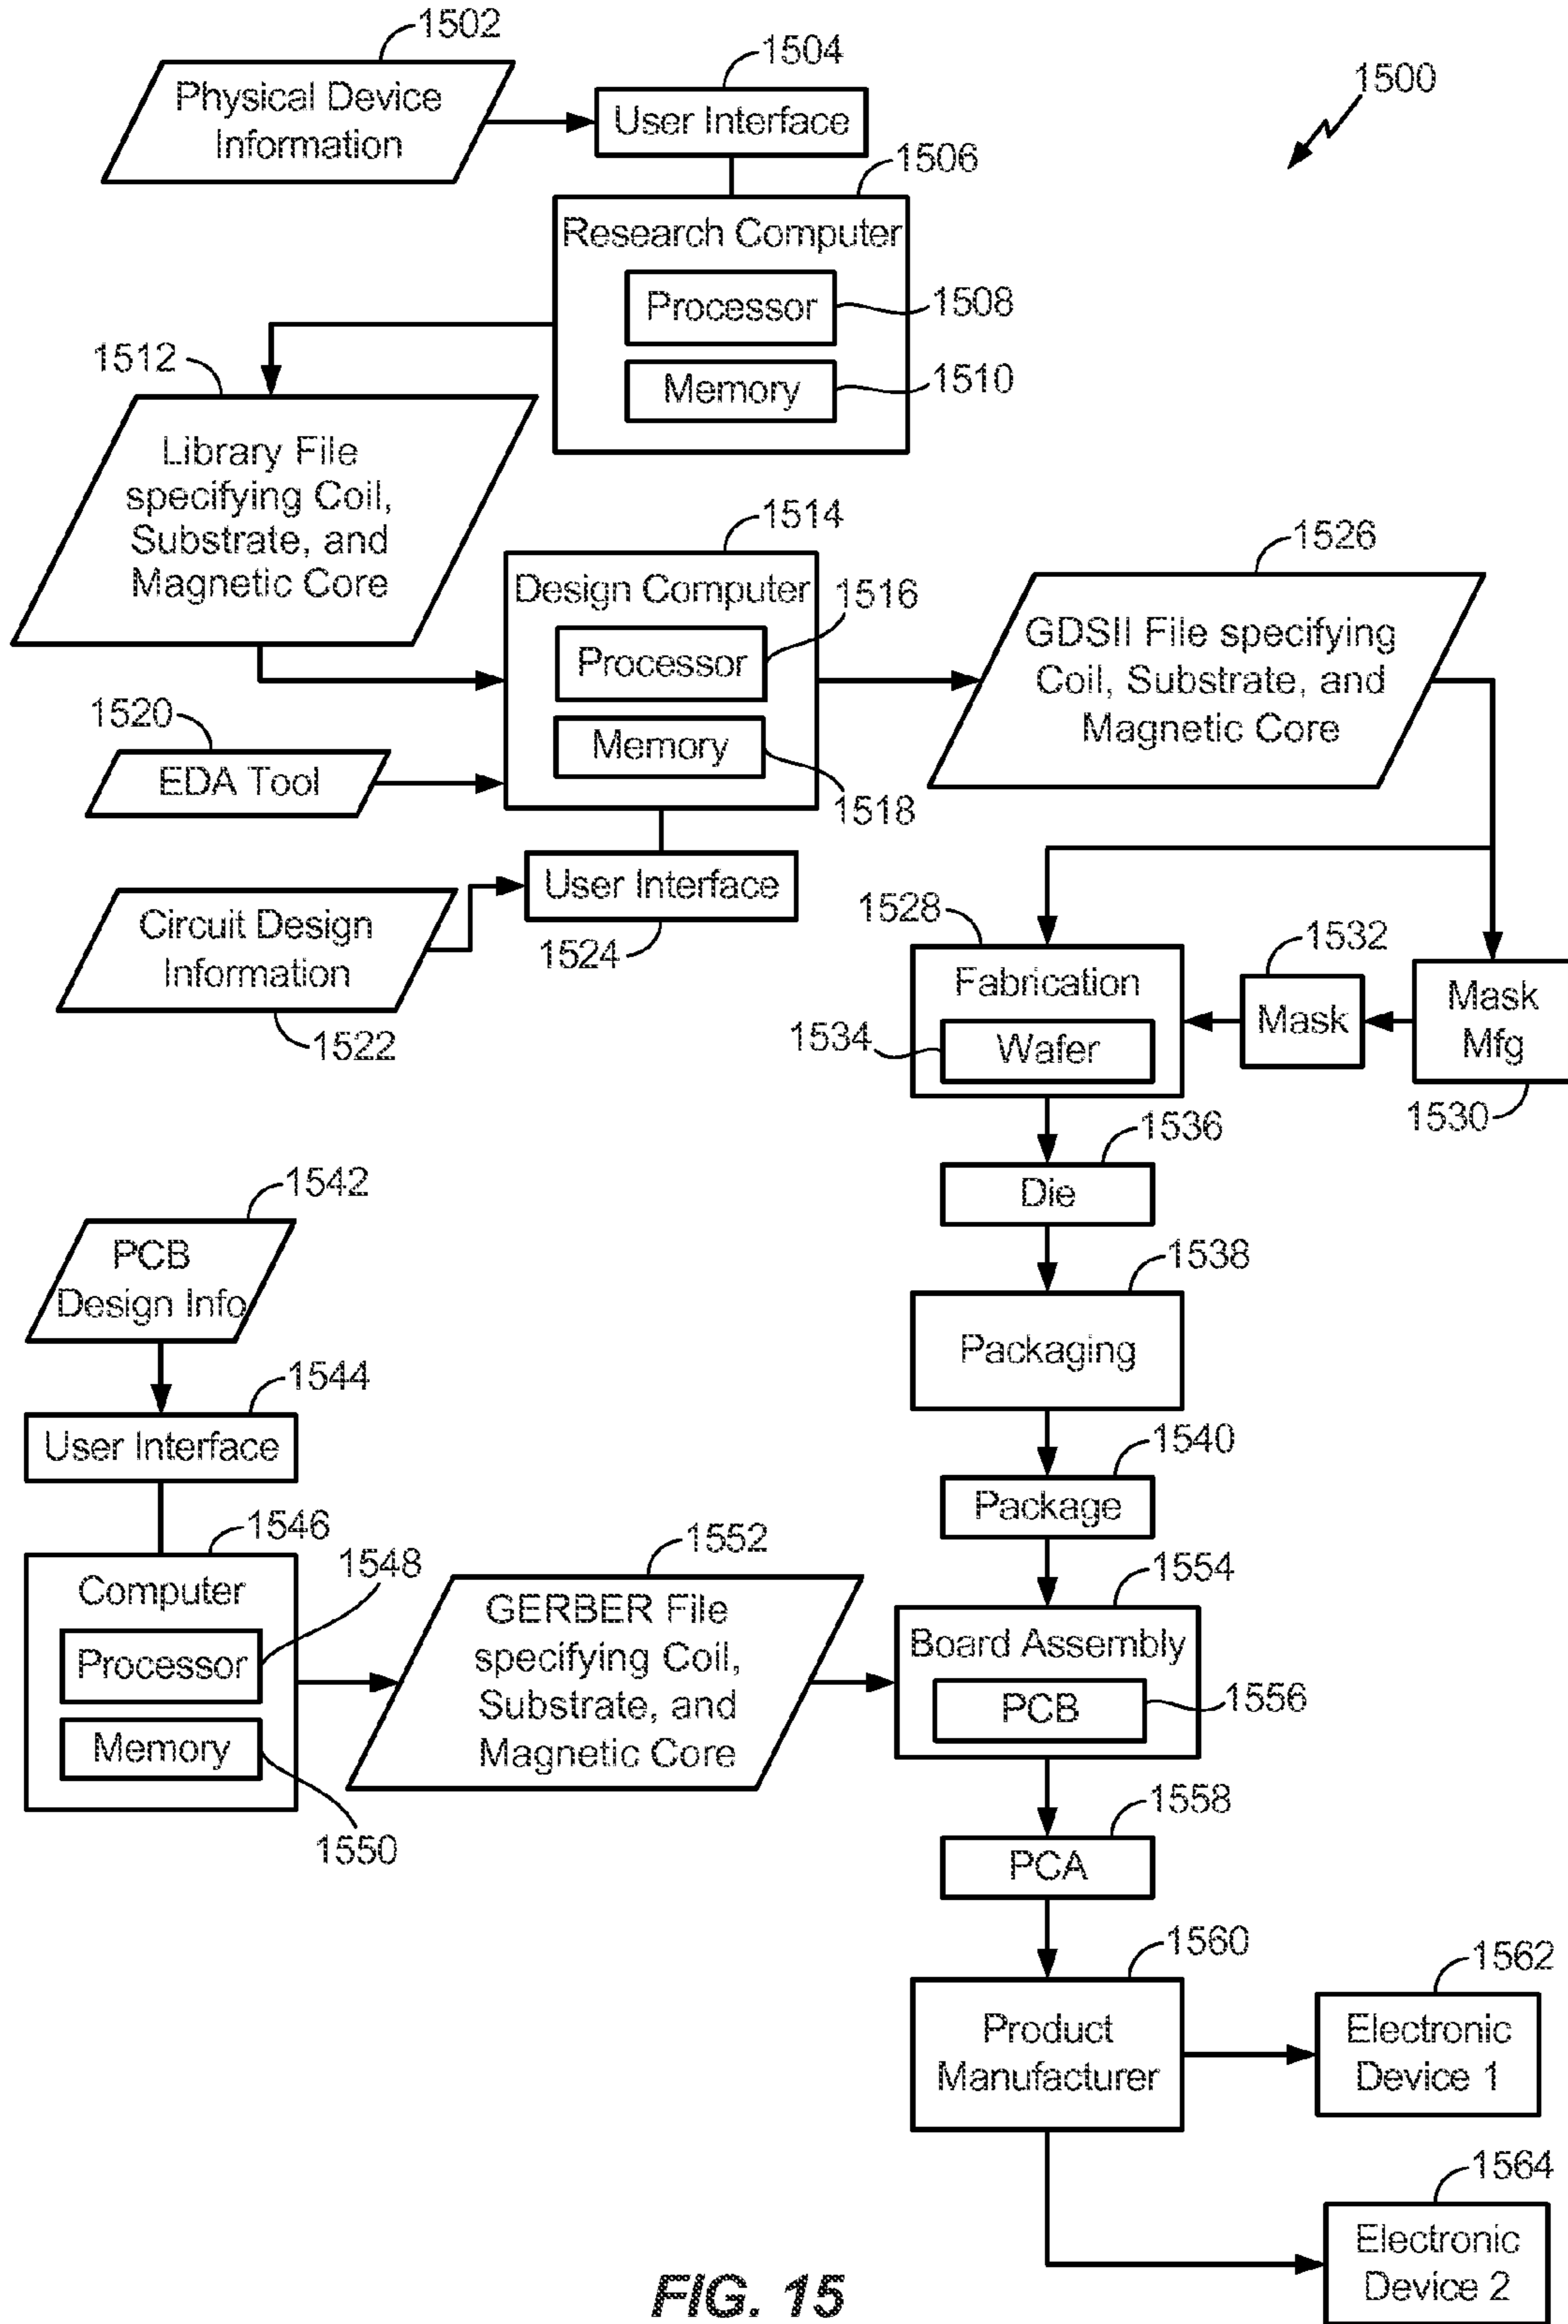 1502
Physical Device
Information
1504
User Interface
1500
1506
Research Computer
Processor
1508
Memory
1510
1512
Library File
specifying Coil,
Substrate, and
Magnetic Core
1514
Design Computer
1516
Processor
Memory
1518
1520
EDA Tool
1526
GDSII File specifying
Coil, Substrate, and
Magnetic Core
User Interface
1524
Circuit Design
Information
1522
1528
Fabrication
1534
Wafer
1532
Mask
Mask
Mfg
1530
1536
Die
1538
Packaging
1540
Package
1542
PCB
Design Info
1544
User Interface
1546
Computer
1548
Processor
Memory
1550
1552
GERBER File
specifying Coil,
Substrate, and
Magnetic Core
1554
Board Assembly
PCB
1556
1558
PCA
1560
Product
Manufacturer
1562
Electronic
Device 1
1564
Electronic
Device 2
FIG. 15